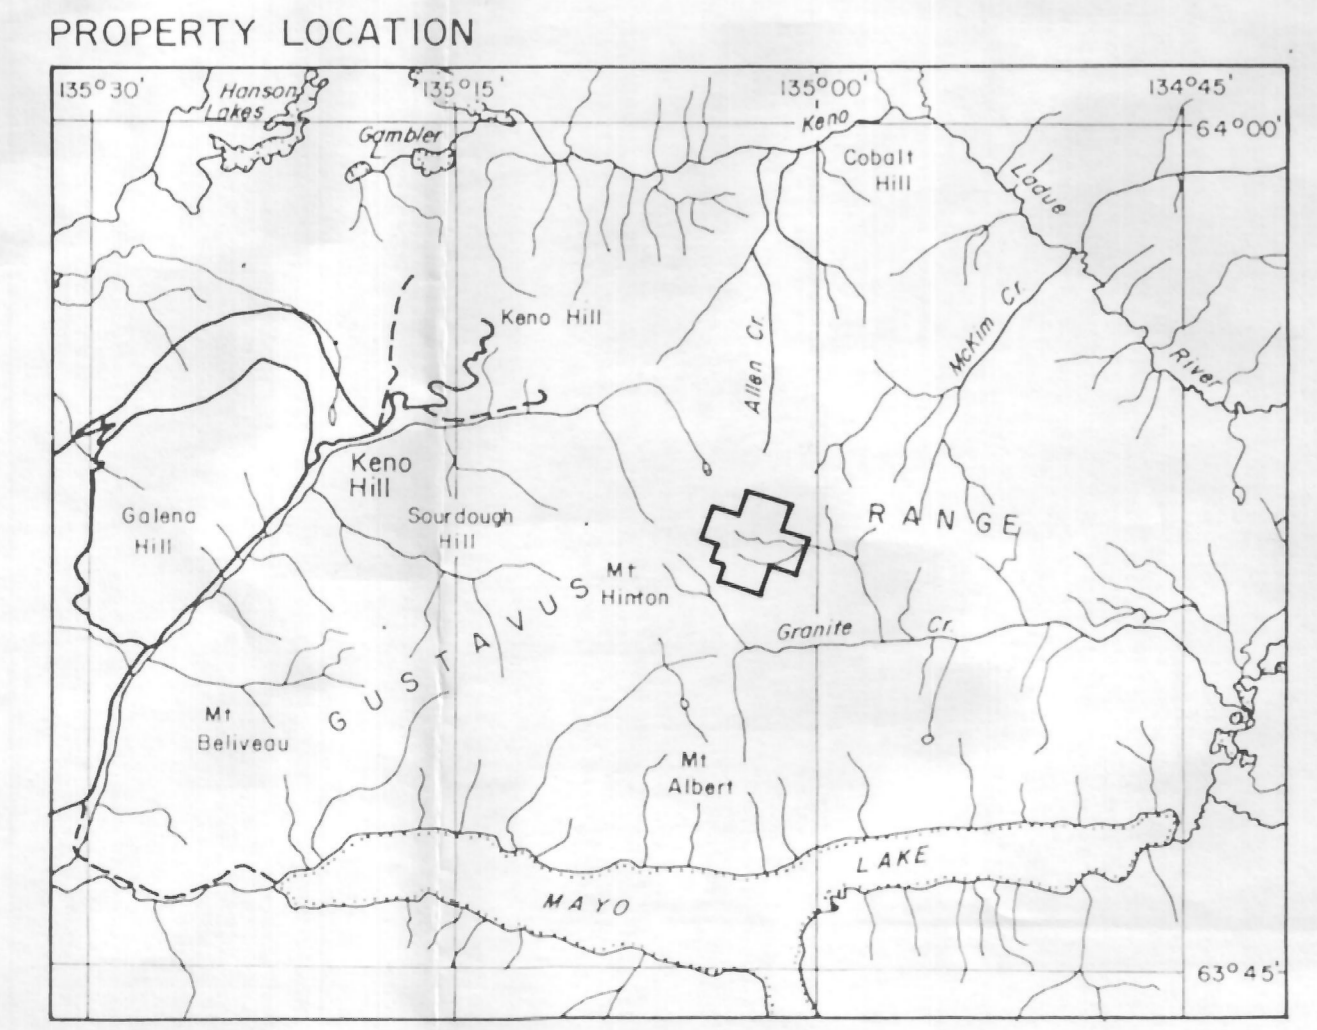 PROPERTY LOCATION
135°30'
Hanson
Lakes
135°15'
135°00'
134°45'
Gambler
L
Keno
64°00'
Cobalt
Hill
Ladue
River
Keno Hill
Allen Cr.
McKim Cr.
Keno
Hill
Galena
Hill
Sourdough
Hill
RANGE
Mt.
Hinton
GUSTAVUS
Granite Cr.
Mt.
Beliveau
Mt
Albert
MAYO
LAKE
63°45'